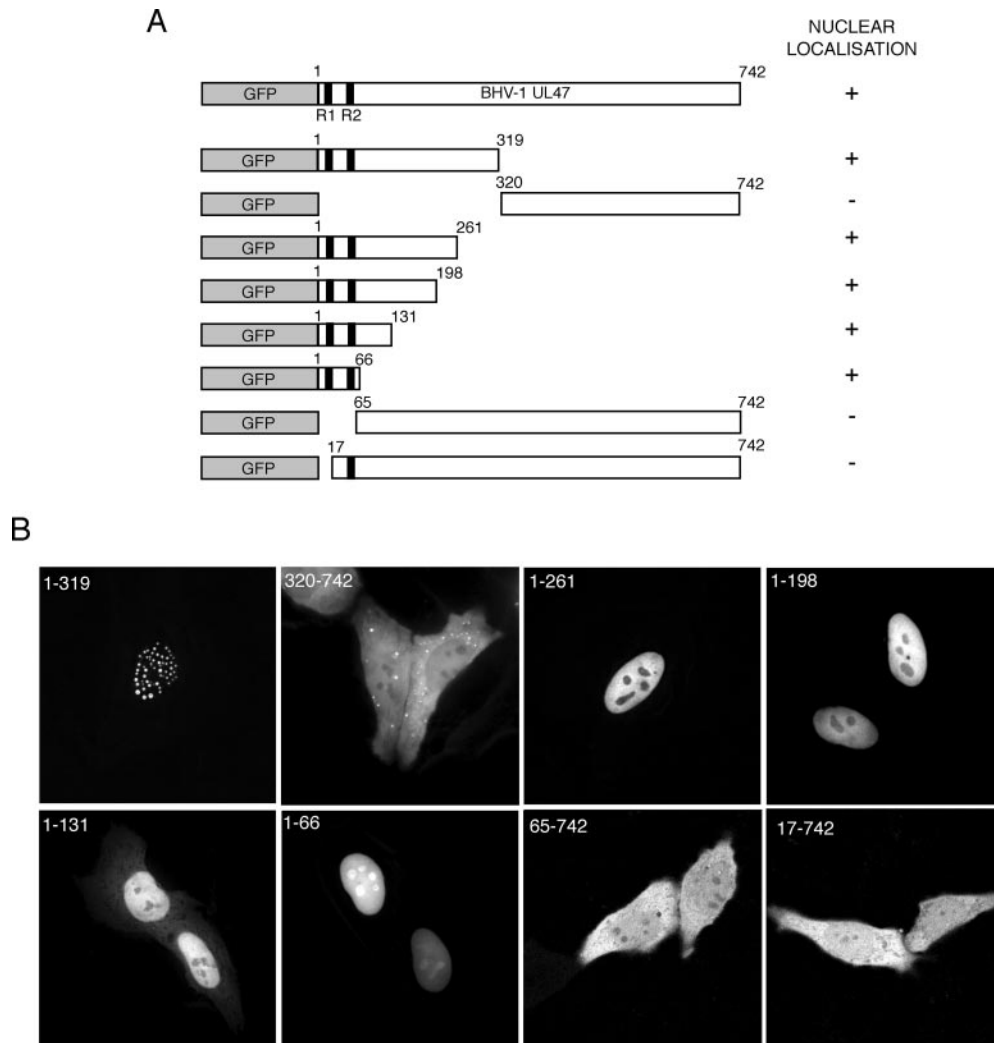 A
NUCLEAR
LOCALISATION
1 742
GFP BHV-1 UL47 +
R1 R2
1 319
GFP +
320 742
GFP -
1 261
GFP +
1 198
GFP +
1 131
GFP +
1 66
GFP +
65 742
GFP -
17 742
GFP -
B
1-319 320-742 1-261 1-198
1-131 1-66 65-742 17-742